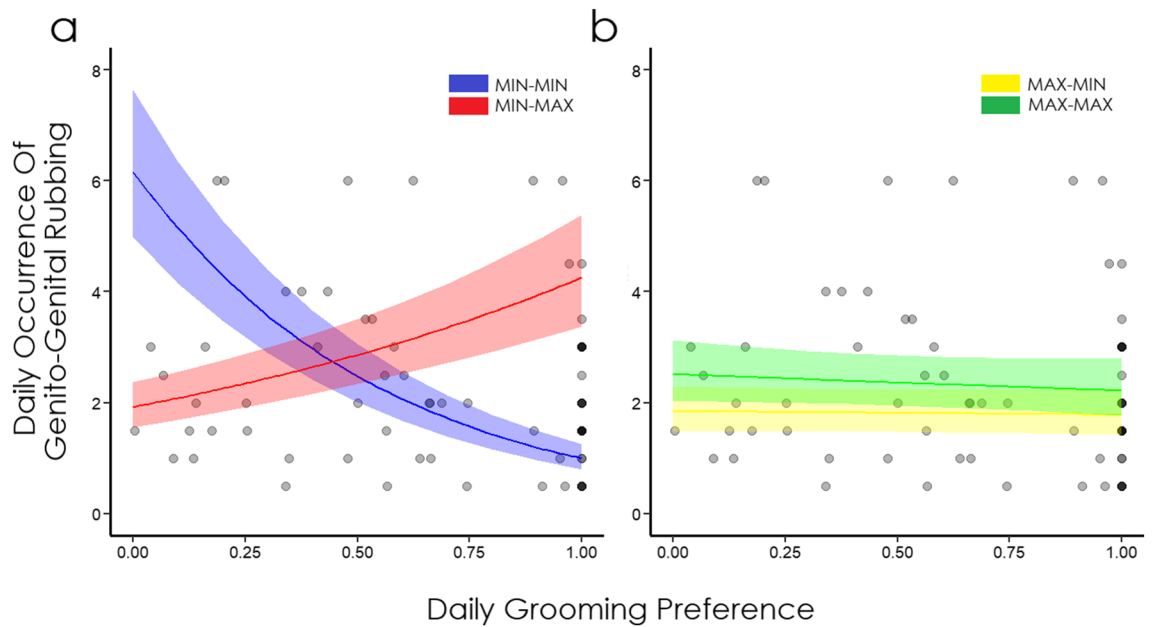 a
b
Daily Occurrence Of
Genito-Genital Rubbing
8
6
4
2
0
MIN-MIN
MIN-MAX
0.00 0.25 0.50 0.75 1.00
8
6
4
2
0
MAX-MIN
MAX-MAX
0.00 0.25 0.50 0.75 1.00
Daily Grooming Preference